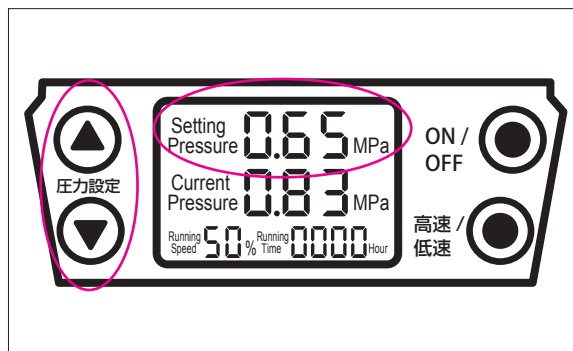 圧力設定
Setting Pressure 0.65 MPa
Current Pressure 0.83 MPa
Running Speed 50 % Running Time 0000 Hour
ON / OFF
高速 / 低速